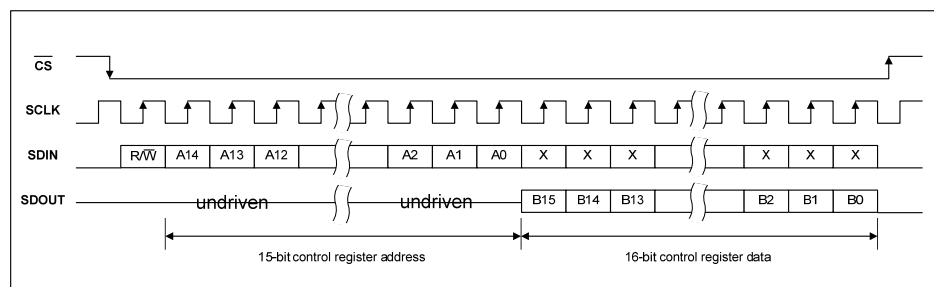 CS
SCLK
SDIN R/W A14 A13 A12 A2 A1 A0 X X X X X X
SDOUT undriven undriven B15 B14 B13 B2 B1 B0
15-bit control register address 16-bit control register data